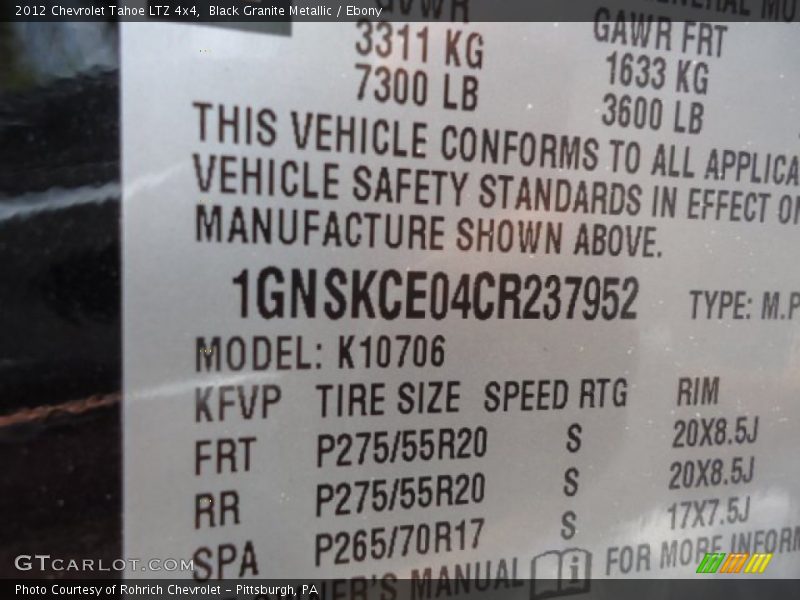 2012 Chevrolet Tahoe LTZ 4x4, Black Granite Metallic / Ebony
GAWR FRT
3311 KG 1633 KG
7300 LB 3600 LB
THIS VEHICLE CONFORMS TO ALL APPLICA
VEHICLE SAFETY STANDARDS IN EFFECT O
MANUFACTURE SHOWN ABOVE.
1GNSKCE04CR237952 TYPE: M.P
MODEL: K10706
KFVP TIRE SIZE SPEED RTG RIM
FRT P275/55R20 S 20X8.5J
RR P275/55R20 S 20X8.5J
SPA P265/70R17 S 17X7.5J
OWNER'S MANUAL i FOR MORE INFORM
GTCARLOT.COM
Photo Courtesy of Rohrich Chevrolet - Pittsburgh, PA